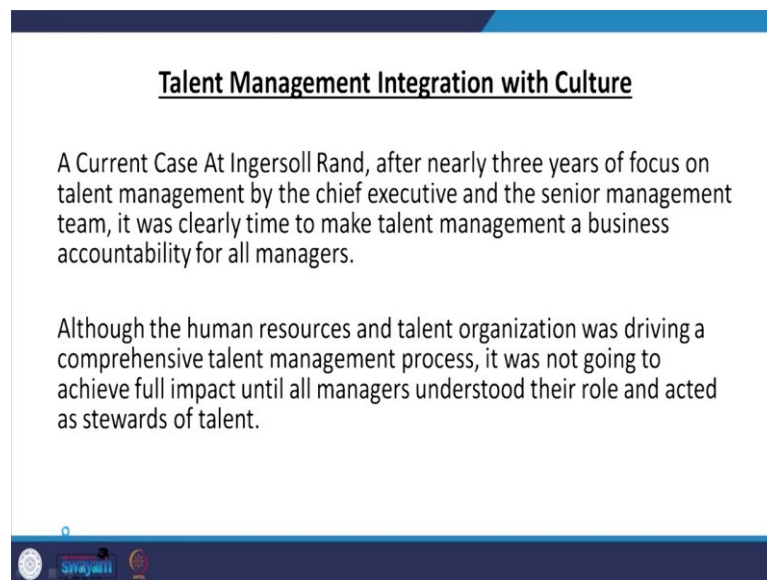 Talent Management Integration with Culture
A Current Case At Ingersoll Rand, after nearly three years of focus on
talent management by the chief executive and the senior management
team, it was clearly time to make talent management a business
accountability for all managers.
Although the human resources and talent organization was driving a
comprehensive talent management process, it was not going to
achieve full impact until all managers understood their role and acted
as stewards of talent.
swayam